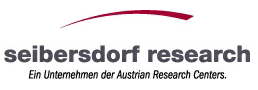 seibersdorf research
Ein Unternehmen der Austrian Research Centers.